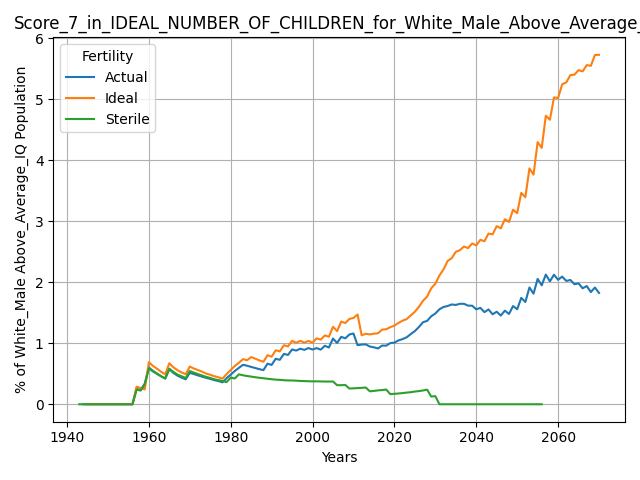 Score_7_in_IDEAL_NUMBER_OF_CHILDREN_for_White_Male_Above_Average_
Fertility
Actual
Ideal
Sterile
% of White_Male Above_Average_IQ Population
6
5
4
3
2
1
0
1940 1960 1980 2000 2020 2040 2060
Years